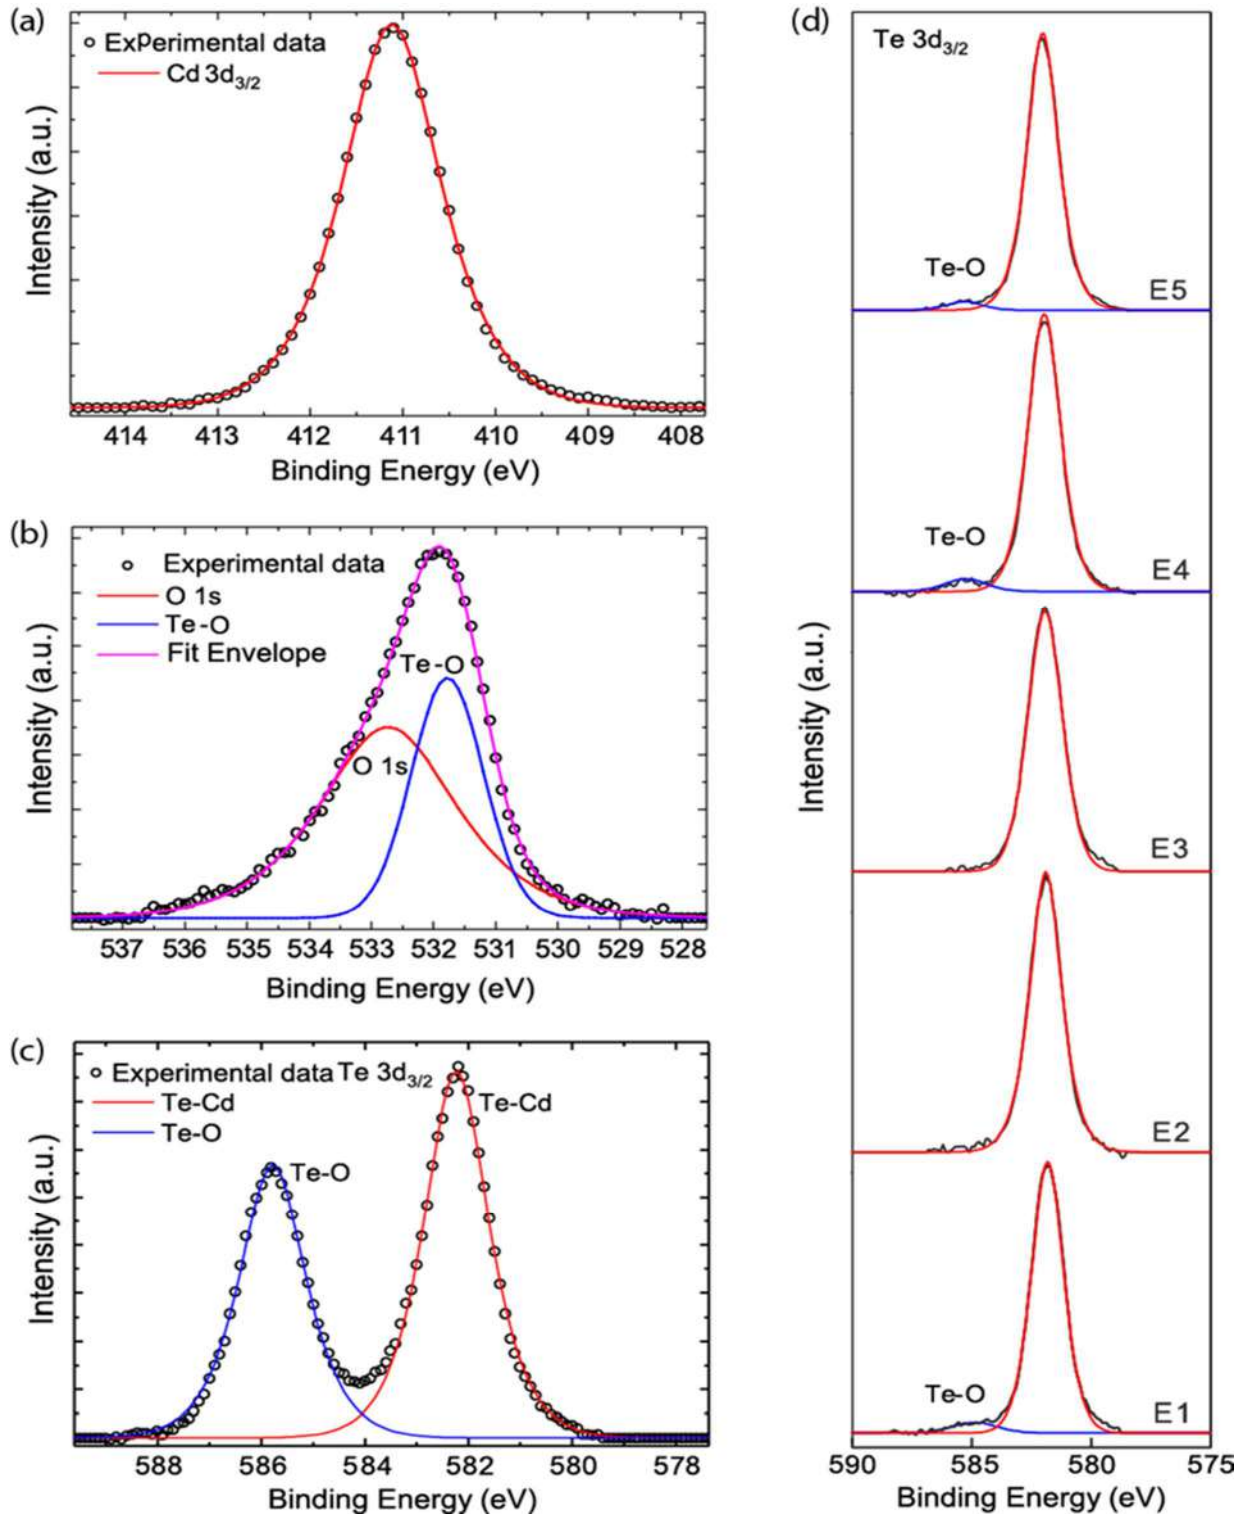 (a)
ExPerimental data
Cd 3d3/2
Intensity (a.u.)
414 413 412 411 410 409 408
Binding Energy (eV)
(b)
Experimental data
O 1s
Te-O
Fit Envelope
Te-O
O 1s
Intensity (a.u.)
537 536 535 534 533 532 531 530 529 528
Binding Energy (eV)
(c)
Experimental data Te 3d3/2
Te-Cd
Te-O
Te-Cd
Te-O
Intensity (a.u.)
588 586 584 582 580 578
Binding Energy (eV)
(d)
Te 3d3/2
Te-O
E5
Te-O
E4
E3
E2
Te-O
E1
Intensity (a.u.)
590 585 580 575
Binding Energy (eV)